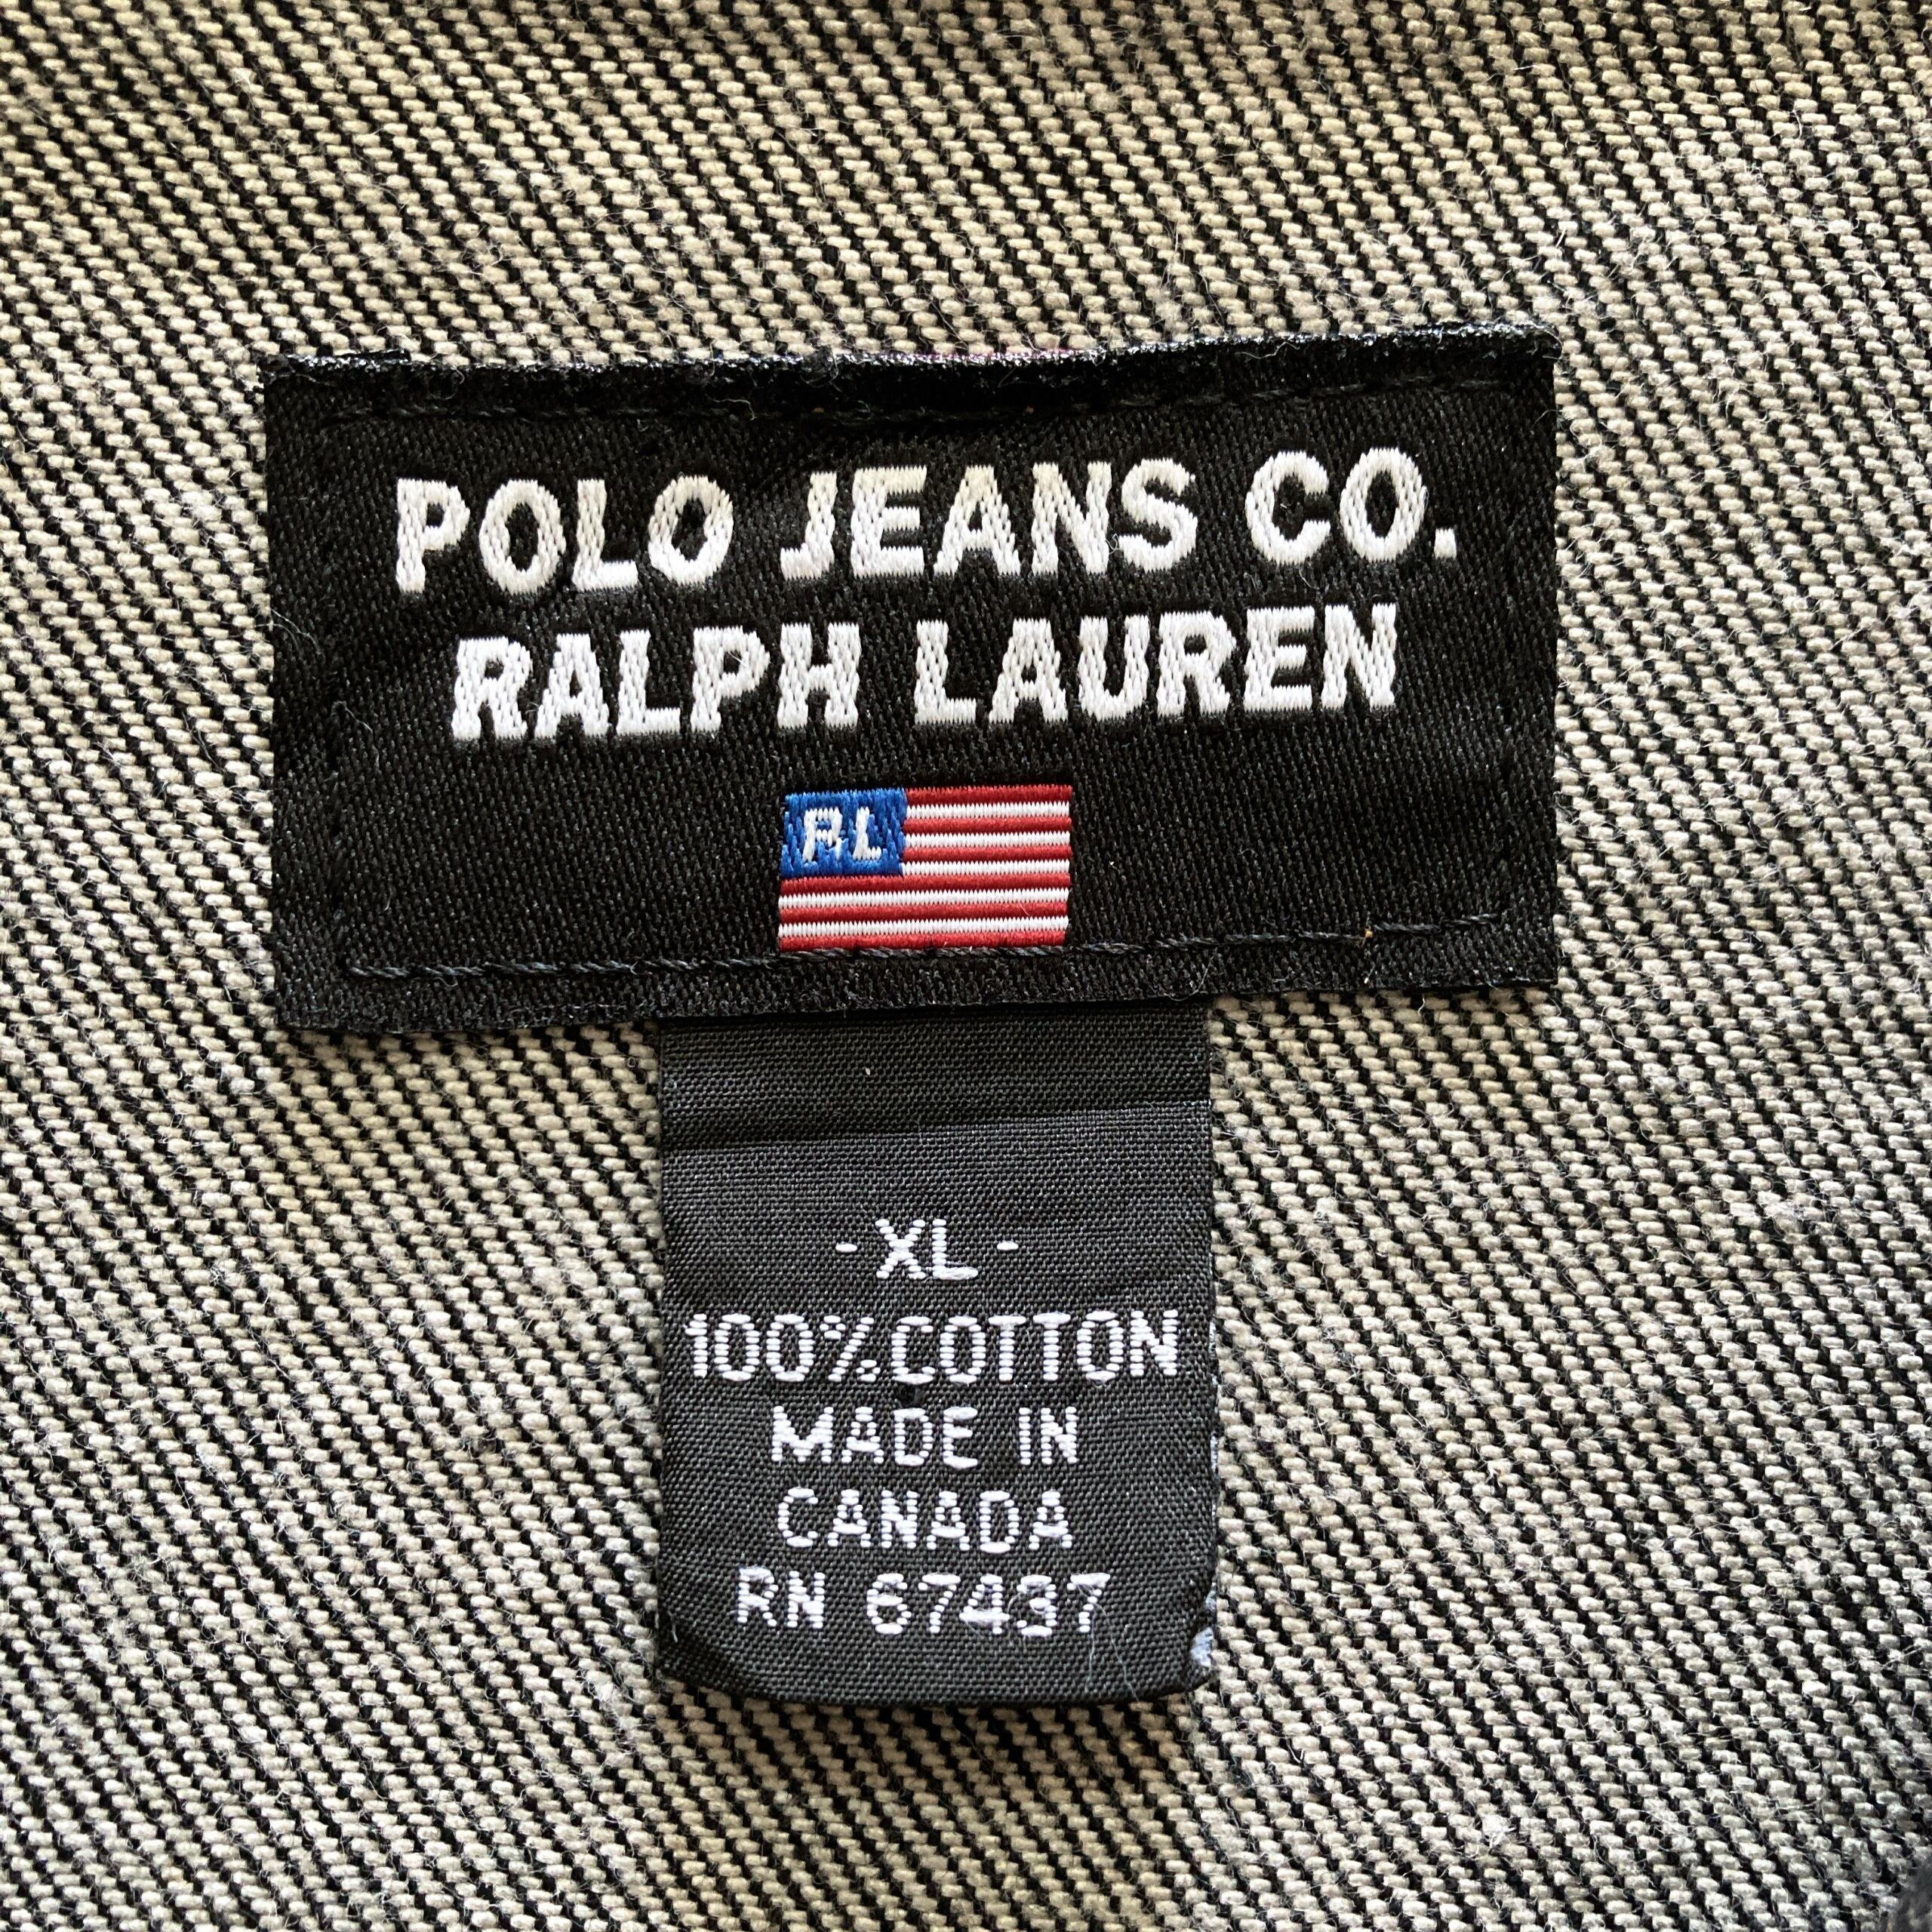 POLO JEANS CO.
RALPH LAUREN
RL
- XL -
100% COTTON
MADE IN
CANADA
RN 67437